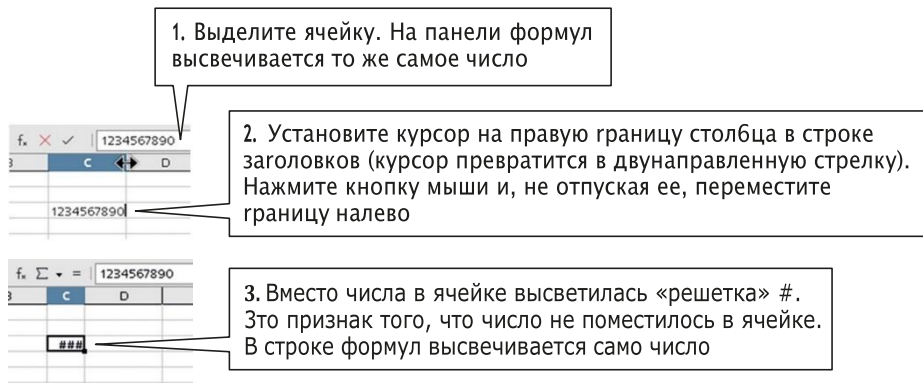 1. Выделите ячейку. На панели формул
высвечивается то же самое число
fx
1234567890
B
C
D
1234567890
2. Установите курсор на правую границу столбца в строке
заголовков (курсор превратится в двунаправленную стрелку).
Нажмите кнопку мыши и, не отпуская ее, переместите
границу налево
fx Σ = 1234567890
C
D
###
3. Вместо числа в ячейке высветилась «решетка» #.
Это признак того, что число не поместилось в ячейке.
В строке формул высвечивается само число